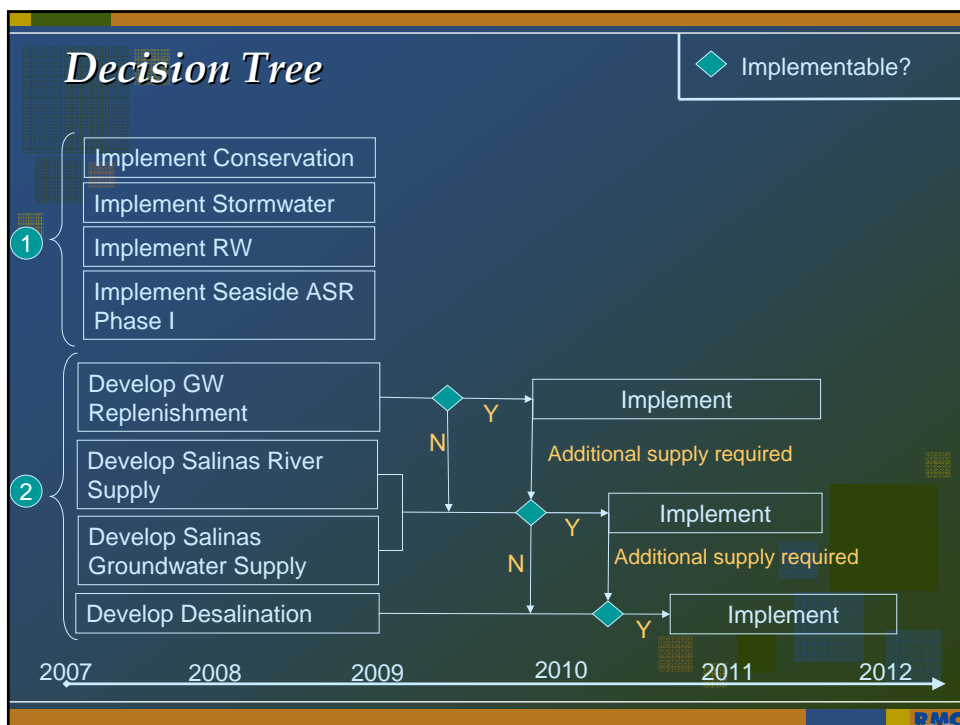 Decision Tree
Implementable?
1
Implement Conservation
Implement Stormwater
Implement RW
Implement Seaside ASR
Phase I
2
Develop GW
Replenishment
Y
N
Implement
Additional supply required
Develop Salinas River
Supply
Develop Salinas
Groundwater Supply
Y
N
Implement
Additional supply required
Develop Desalination
Y
Implement
2007 2008 2009 2010 2011 2012
RMC